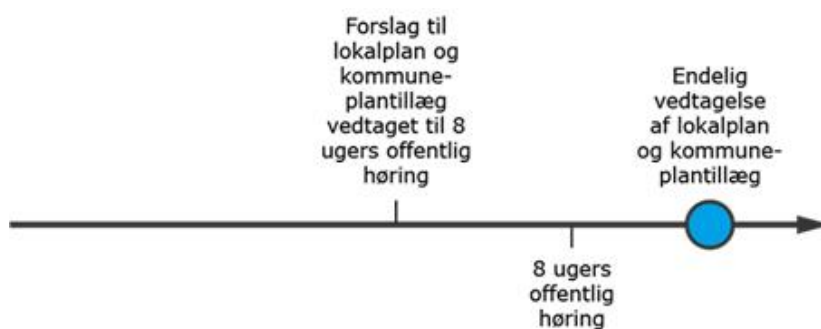 Forslag til
lokalplan og
kommune-
plantillæg
vedtaget til 8
ugers offentlig
høring
Endelig
vedtagelse
af lokalplan
og kommune-
plantillæg
8 ugers
offentlig
høring